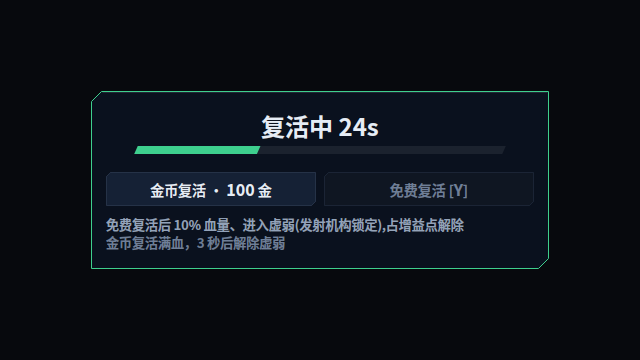 复活中 24s
金币复活 · 100 金
免费复活 [Y]
免费复活后 10% 血量、进入虚弱(发射机构锁定),占增益点解除
金币复活满血，3 秒后解除虚弱